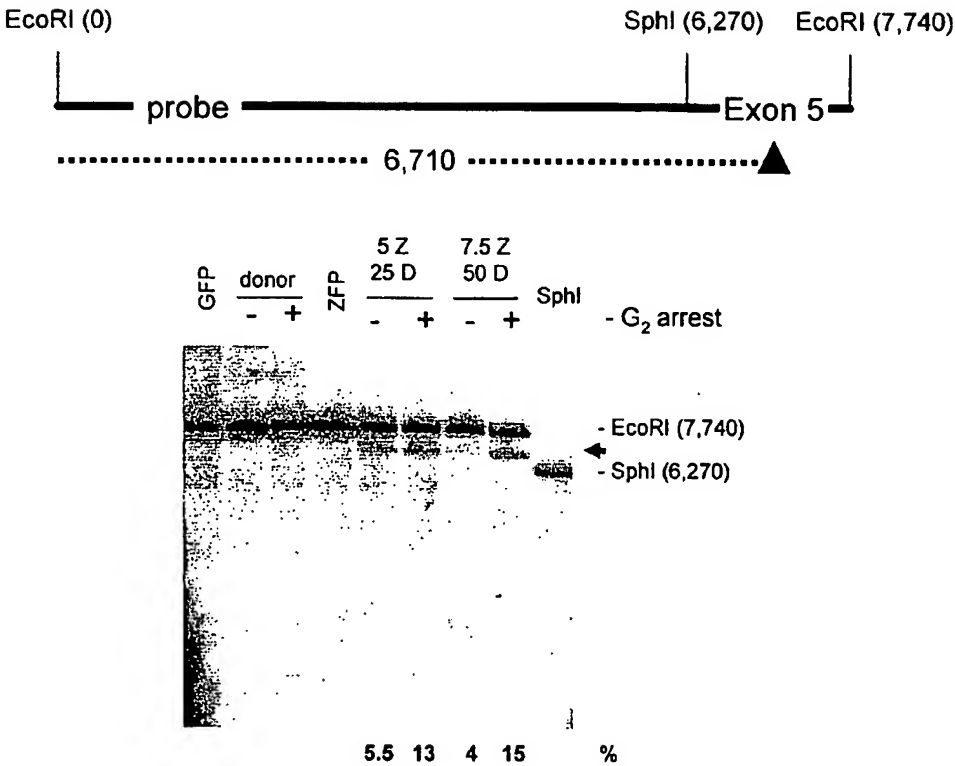 EcoRI (0) SphI (6,270) EcoRI (7,740)
probe Exon 5
6,710
GFP donor ZFP 5 Z 7.5 Z SphI
25 D 50 D
- + - + - + - G2 arrest
- EcoRI (7,740)
- SphI (6,270)
5.5 13 4 15 %